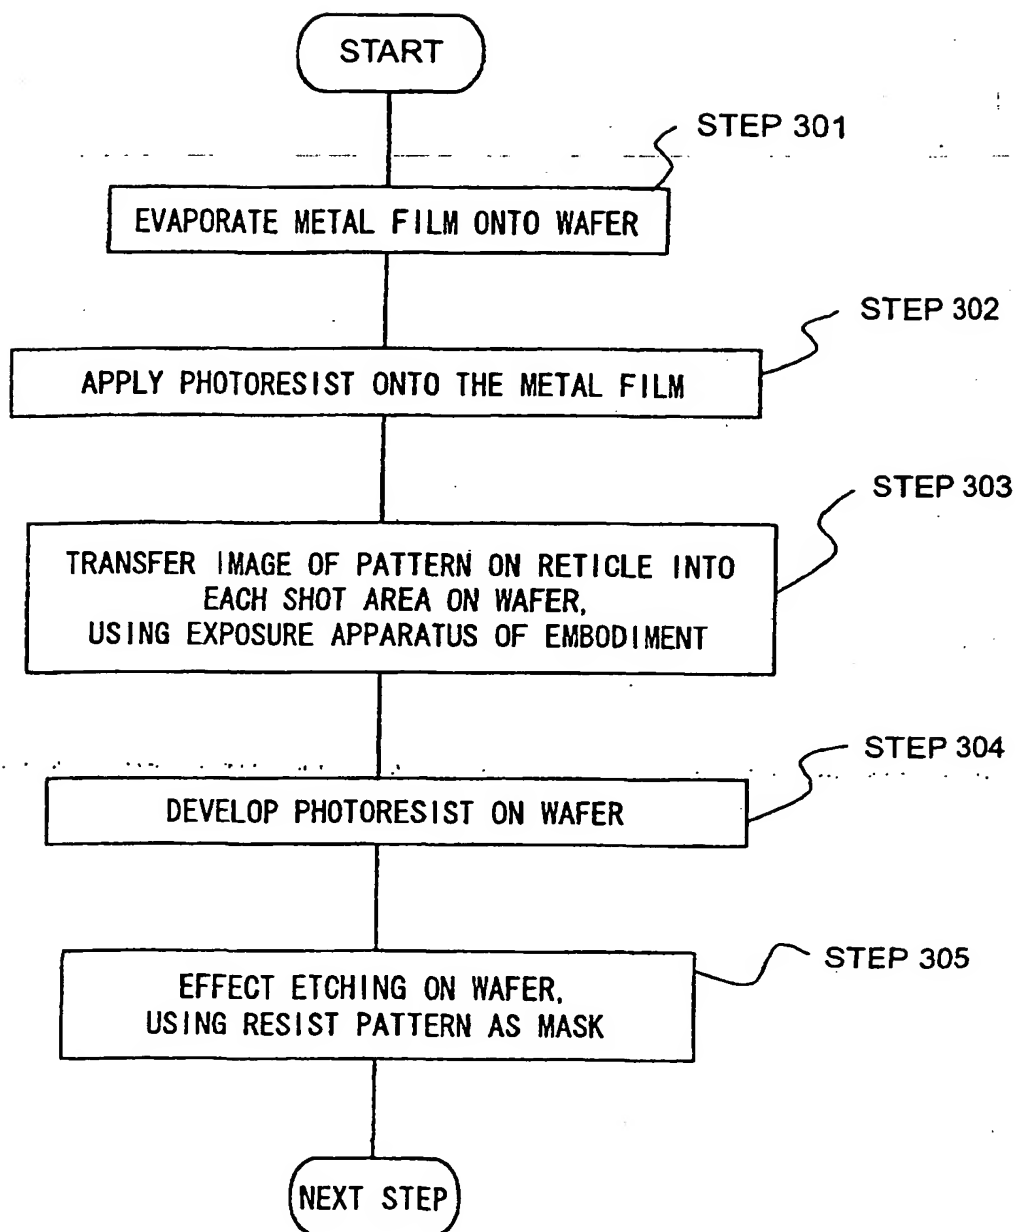 START
STEP 301
EVAPORATE METAL FILM ONTO WAFER
STEP 302
APPLY PHOTORESIST ONTO THE METAL FILM
STEP 303
TRANSFER IMAGE OF PATTERN ON RETICLE INTO
EACH SHOT AREA ON WAFER,
USING EXPOSURE APPARATUS OF EMBODIMENT
STEP 304
DEVELOP PHOTORESIST ON WAFER
STEP 305
EFFECT ETCHING ON WAFER,
USING RESIST PATTERN AS MASK
NEXT STEP